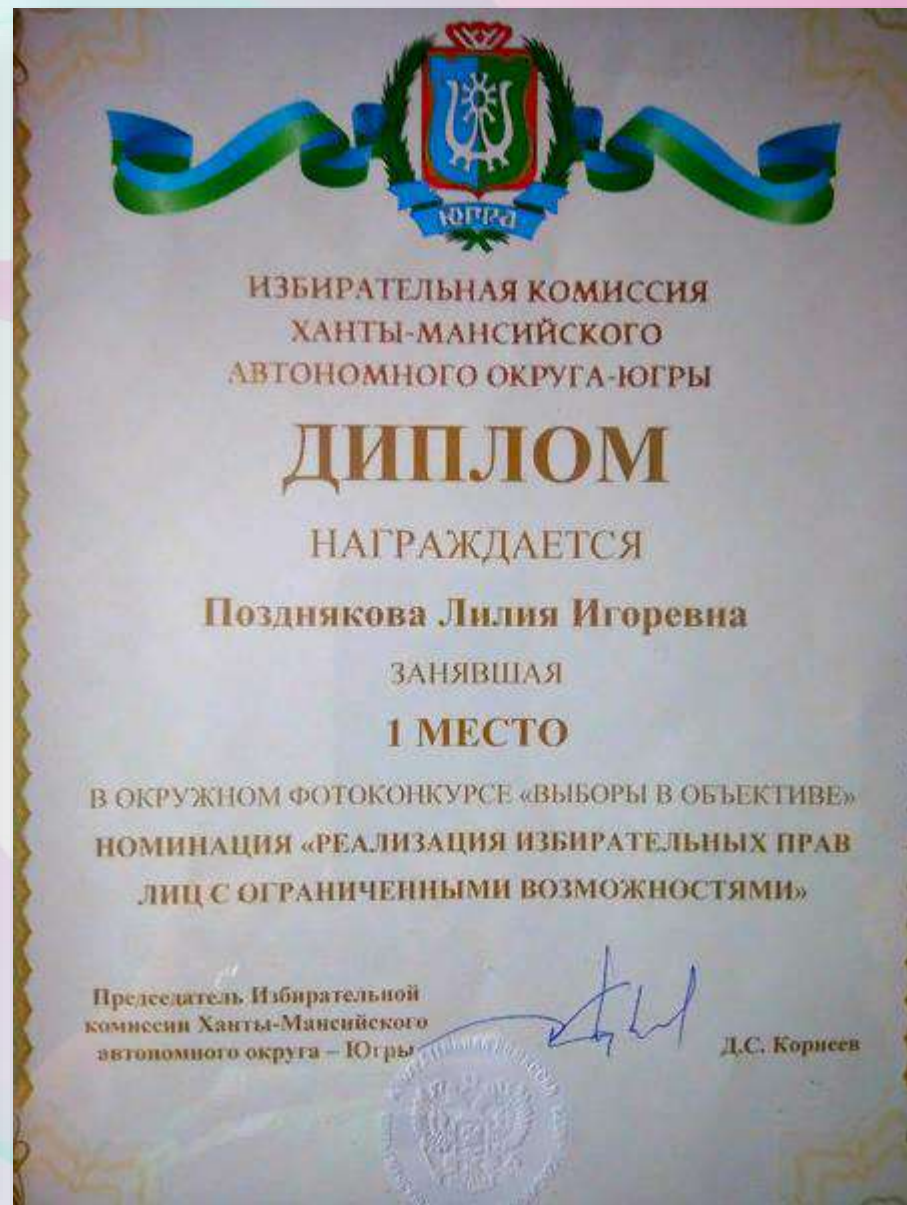 ЮГРА
ИЗБИРАТЕЛЬНАЯ КОМИССИЯ
ХАНТЫ-МАНСИЙСКОГО
АВТОНОМНОГО ОКРУГА-ЮГРЫ
ДИПЛОМ
НАГРАЖДАЕТСЯ
Позднякова Лилия Игоревна
ЗАНЯВШАЯ
1 МЕСТО
В ОКРУЖНОМ ФОТОКОНКУРСЕ «ВЫБОРЫ В ОБЪЕКТИВЕ»
НОМИНАЦИЯ «РЕАЛИЗАЦИЯ ИЗБИРАТЕЛЬНЫХ ПРАВ
ЛИЦ С ОГРАНИЧЕННЫМИ ВОЗМОЖНОСТЯМИ»
Председатель Избирательной
комиссии Ханты-Мансийского
автономного округа – Югры
Д.С. Корнеев